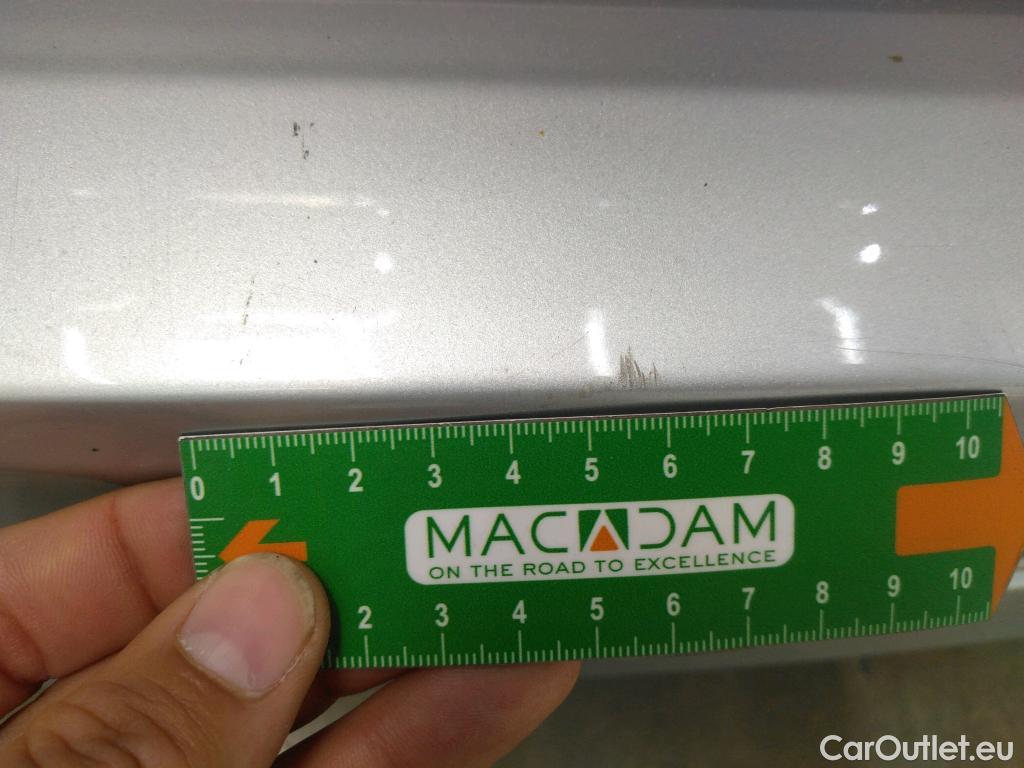 0 1 2 3 4 5 6 7 8 9 10
MACADAM
ON THE ROAD TO EXCELLENCE
2 3 4 5 6 7 8 9 10
CarOutlet.eu